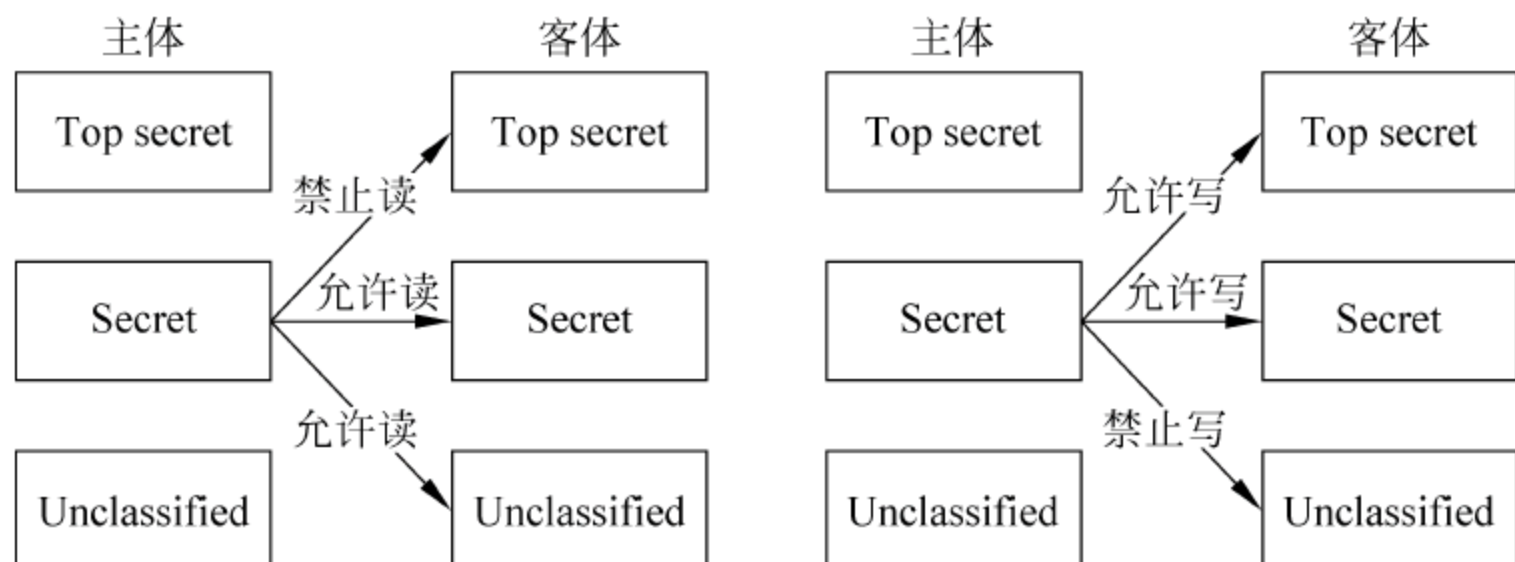 主体 客体 主体 客体
Top secret Top secret Top secret Top secret
禁止读 允许写
允许读 允许写
Secret Secret Secret Secret
允许读 禁止写
Unclassified Unclassified Unclassified Unclassified